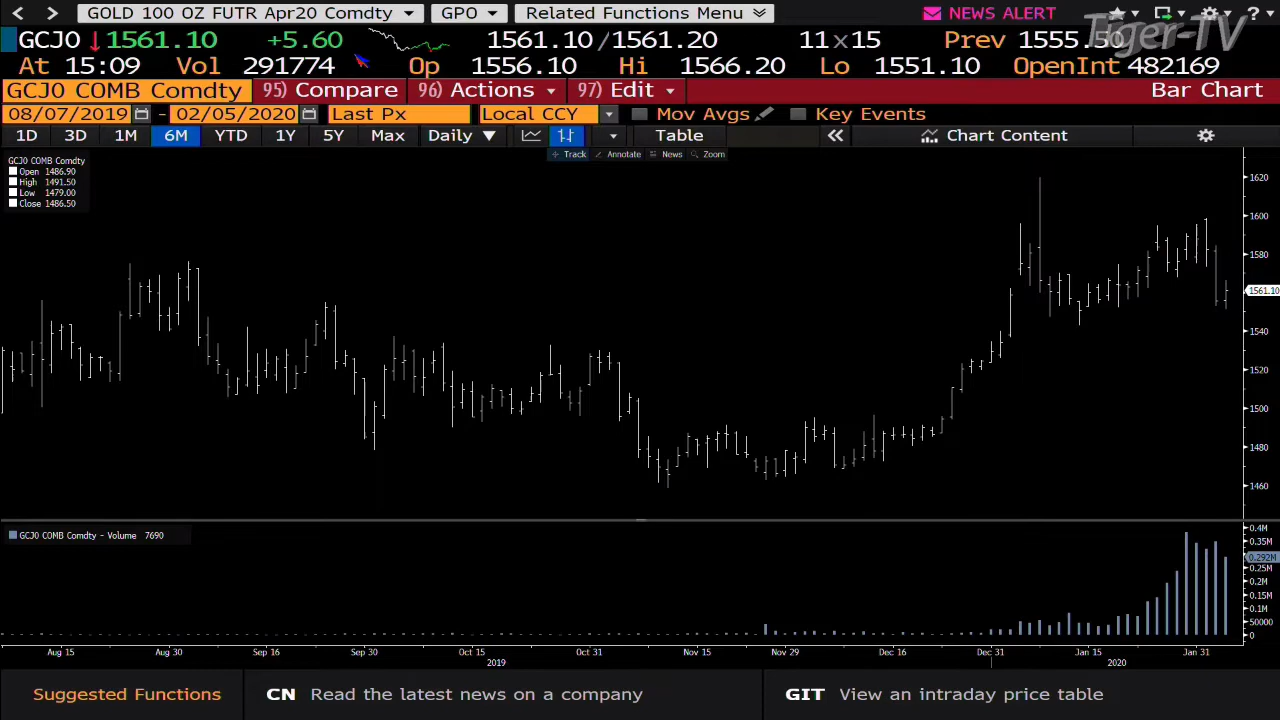 GOLD 100 OZ FUTR Apr20 Comdty GPO Related Functions Menu NEWS ALERT
Tiger-TV
GCJ0 1561.10 +5.60 1561.10/1561.20 11x15 Prev 1555.50
At 15:09 Vol 291774 Op 1556.10 Hi 1566.20 Lo 1551.10 OpenInt 482169
GCJ0 COMB Comdty 95) Compare 96) Actions 97) Edit Bar Chart
08/07/2019 - 02/05/2020 Last Px Local CCY Mov Avgs Key Events
1D 3D 1M 6M YTD 1Y 5Y Max Daily Table Chart Content
Track Annotate News Zoom
GCJ0 COMB Comdty
Open 1486.90
High 1491.50
Low 1479.00
Close 1486.50
1620
1600
1580
1561.10
1540
1520
1500
1480
1460
GCJ0 COMB Comdty - Volume 7690
0.4M
0.35M
0.292M
0.25M
0.2M
0.15M
0.1M
50000
0
Aug 15 Aug 30 Sep 16 Sep 30 Oct 15 Oct 31 Nov 15 Nov 29 Dec 16 Dec 31 Jan 15 Jan 31
2019 2020
Suggested Functions CN Read the latest news on a company GIT View an intraday price table